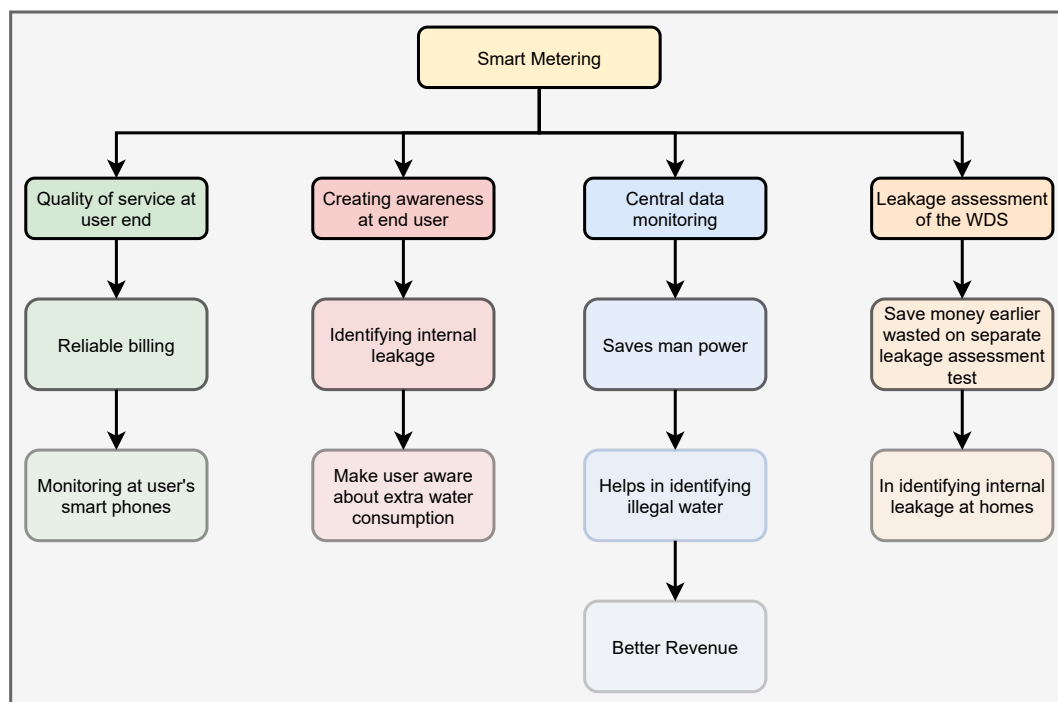 Smart Metering
Quality of service at
user end
Creating awareness
at end user
Central data
monitoring
Leakage assessment
of the WDS
Reliable billing
Identifying internal
leakage
Saves man power
Save money earlier
wasted on separate
leakage assessment
test
Monitoring at user's
smart phones
Make user aware
about extra water
consumption
Helps in identifying
illegal water
In identifying internal
leakage at homes
Better Revenue